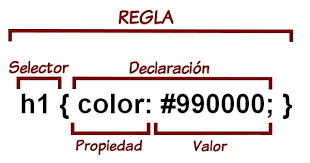 REGLA
Selector Declaración
h1 { color: #990000; }
Propiedad Valor